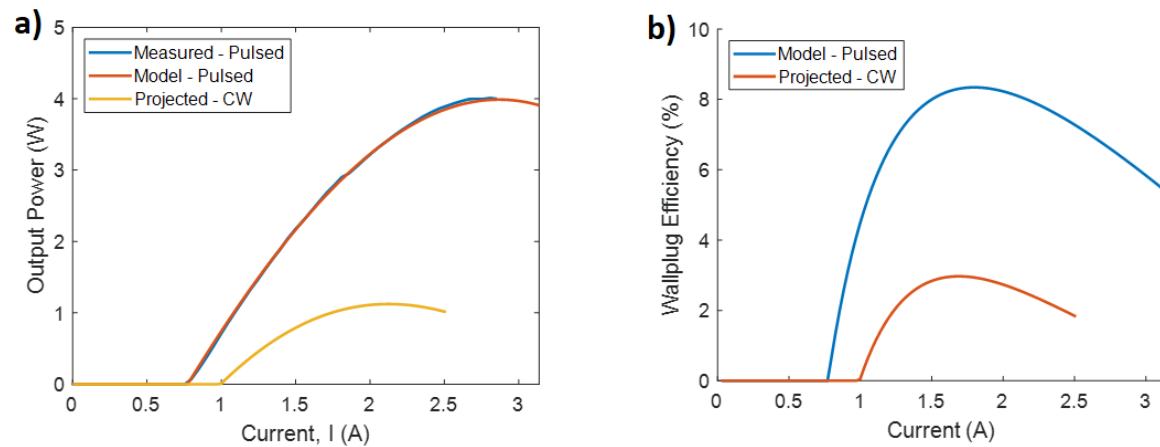 a)
5
4
3
2
1
0
Output Power (W)
Measured - Pulsed
Model - Pulsed
Projected - CW
0 0.5 1 1.5 2 2.5 3
Current, I (A)
b)
10
8
6
4
2
0
Wallplug Efficiency (%)
Model - Pulsed
Projected - CW
0 0.5 1 1.5 2 2.5 3
Current (A)